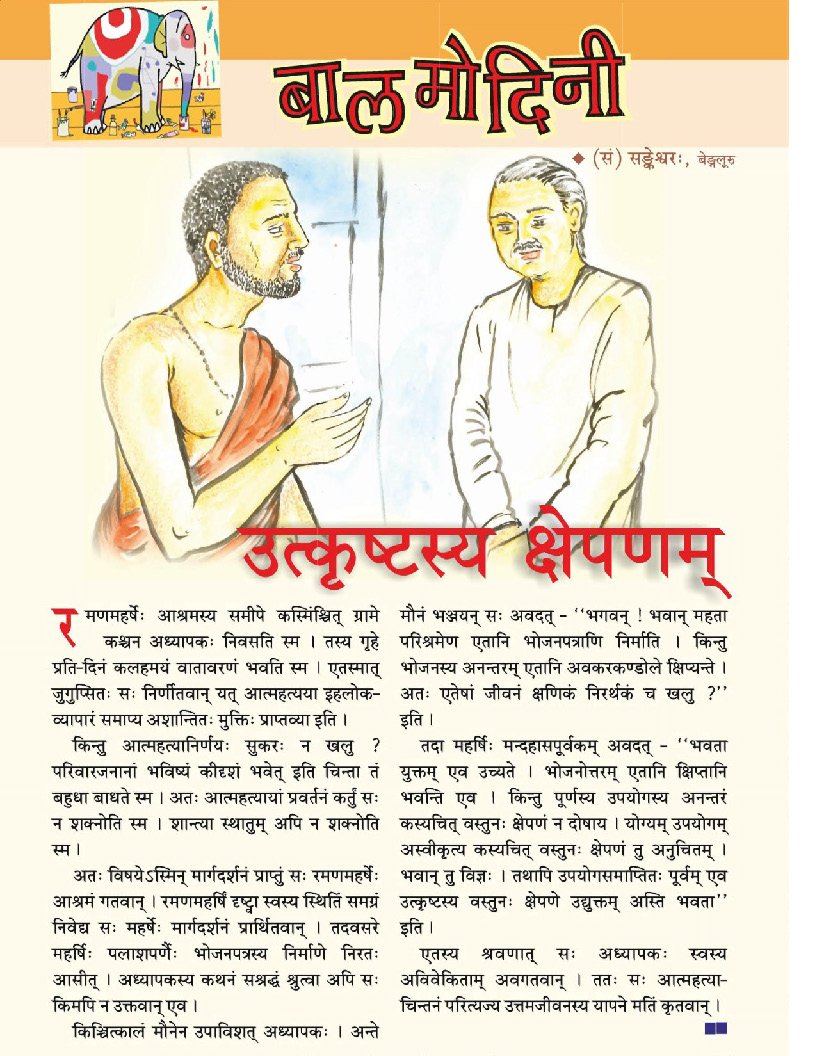 बालमोदिनी
◆ (सं) सङ्केश्वरः, बेङ्गलूरु
उत्कृष्टस्य क्षेपणम्
रमणमहर्षेः आश्रमस्य समीपे कस्मिंश्चित् ग्रामे
कश्चन अध्यापकः निवसति स्म । तस्य गृहे
प्रति-दिनं कलहमयं वातावरणं भवति स्म । एतस्मात्
जुगुप्सितः सः निर्णीतवान् यत् आत्महत्यया इहलोक-
व्यापारं समाप्य अशान्तितः मुक्तिः प्राप्तव्या इति ।
किन्तु आत्महत्यानिर्णयः सुकरः न खलु ?
परिवारजनानां भविष्यं कीदृशं भवेत् इति चिन्ता तं
बहुधा बाधते स्म । अतः आत्महत्यायां प्रवर्तनं कर्तुं सः
न शक्नोति स्म । शान्त्या स्थातुम् अपि न शक्नोति
स्म ।
अतः विषयेऽस्मिन् मार्गदर्शनं प्राप्तुं सः रमणमहर्षेः
आश्रमं गतवान् । रमणमहर्षिं दृष्ट्वा स्वस्य स्थितिं समग्रं
निवेद्य सः महर्षेः मार्गदर्शनं प्रार्थितवान् । तदवसरे
महर्षिः पलाशपर्णैः भोजनपत्रस्य निर्माणे निरतः
आसीत् । अध्यापकस्य कथनं सश्रद्धं श्रुत्वा अपि सः
किमपि न उक्तवान् एव ।
किञ्चित्कालं मौनेन उपाविशत् अध्यापकः । अन्ते
मौनं भञ्जयन् सः अवदत् - ‘‘भगवन् ! भवान् महता
परिश्रमेण एतानि भोजनपत्राणि निर्माति । किन्तु
भोजनस्य अनन्तरम् एतानि अवकरकण्डोले क्षिप्यन्ते ।
अतः एतेषां जीवनं क्षणिकं निरर्थकं च खलु ?’’
इति ।
तदा महर्षिः मन्दहासपूर्वकम् अवदत् - ‘‘भवता
युक्तम् एव उच्यते । भोजनोत्तरम् एतानि क्षिप्तानि
भवन्ति एव । किन्तु पूर्णस्य उपयोगस्य अनन्तरं
कस्यचित् वस्तुनः क्षेपणं न दोषाय । योग्यम् उपयोगम्
अस्वीकृत्य कस्यचित् वस्तुनः क्षेपणं तु अनुचितम् ।
भवान् तु विज्ञः । तथापि उपयोगसमाप्तितः पूर्वम् एव
उत्कृष्टस्य वस्तुनः क्षेपणे उद्युक्तम् अस्ति भवता’’
इति ।
एतस्य श्रवणात् सः अध्यापकः स्वस्य
अविवेकिताम् अवगतवान् । ततः सः आत्महत्या-
चिन्तनं परित्यज्य उत्तमजीवनस्य यापने मतिं कृतवान् ।